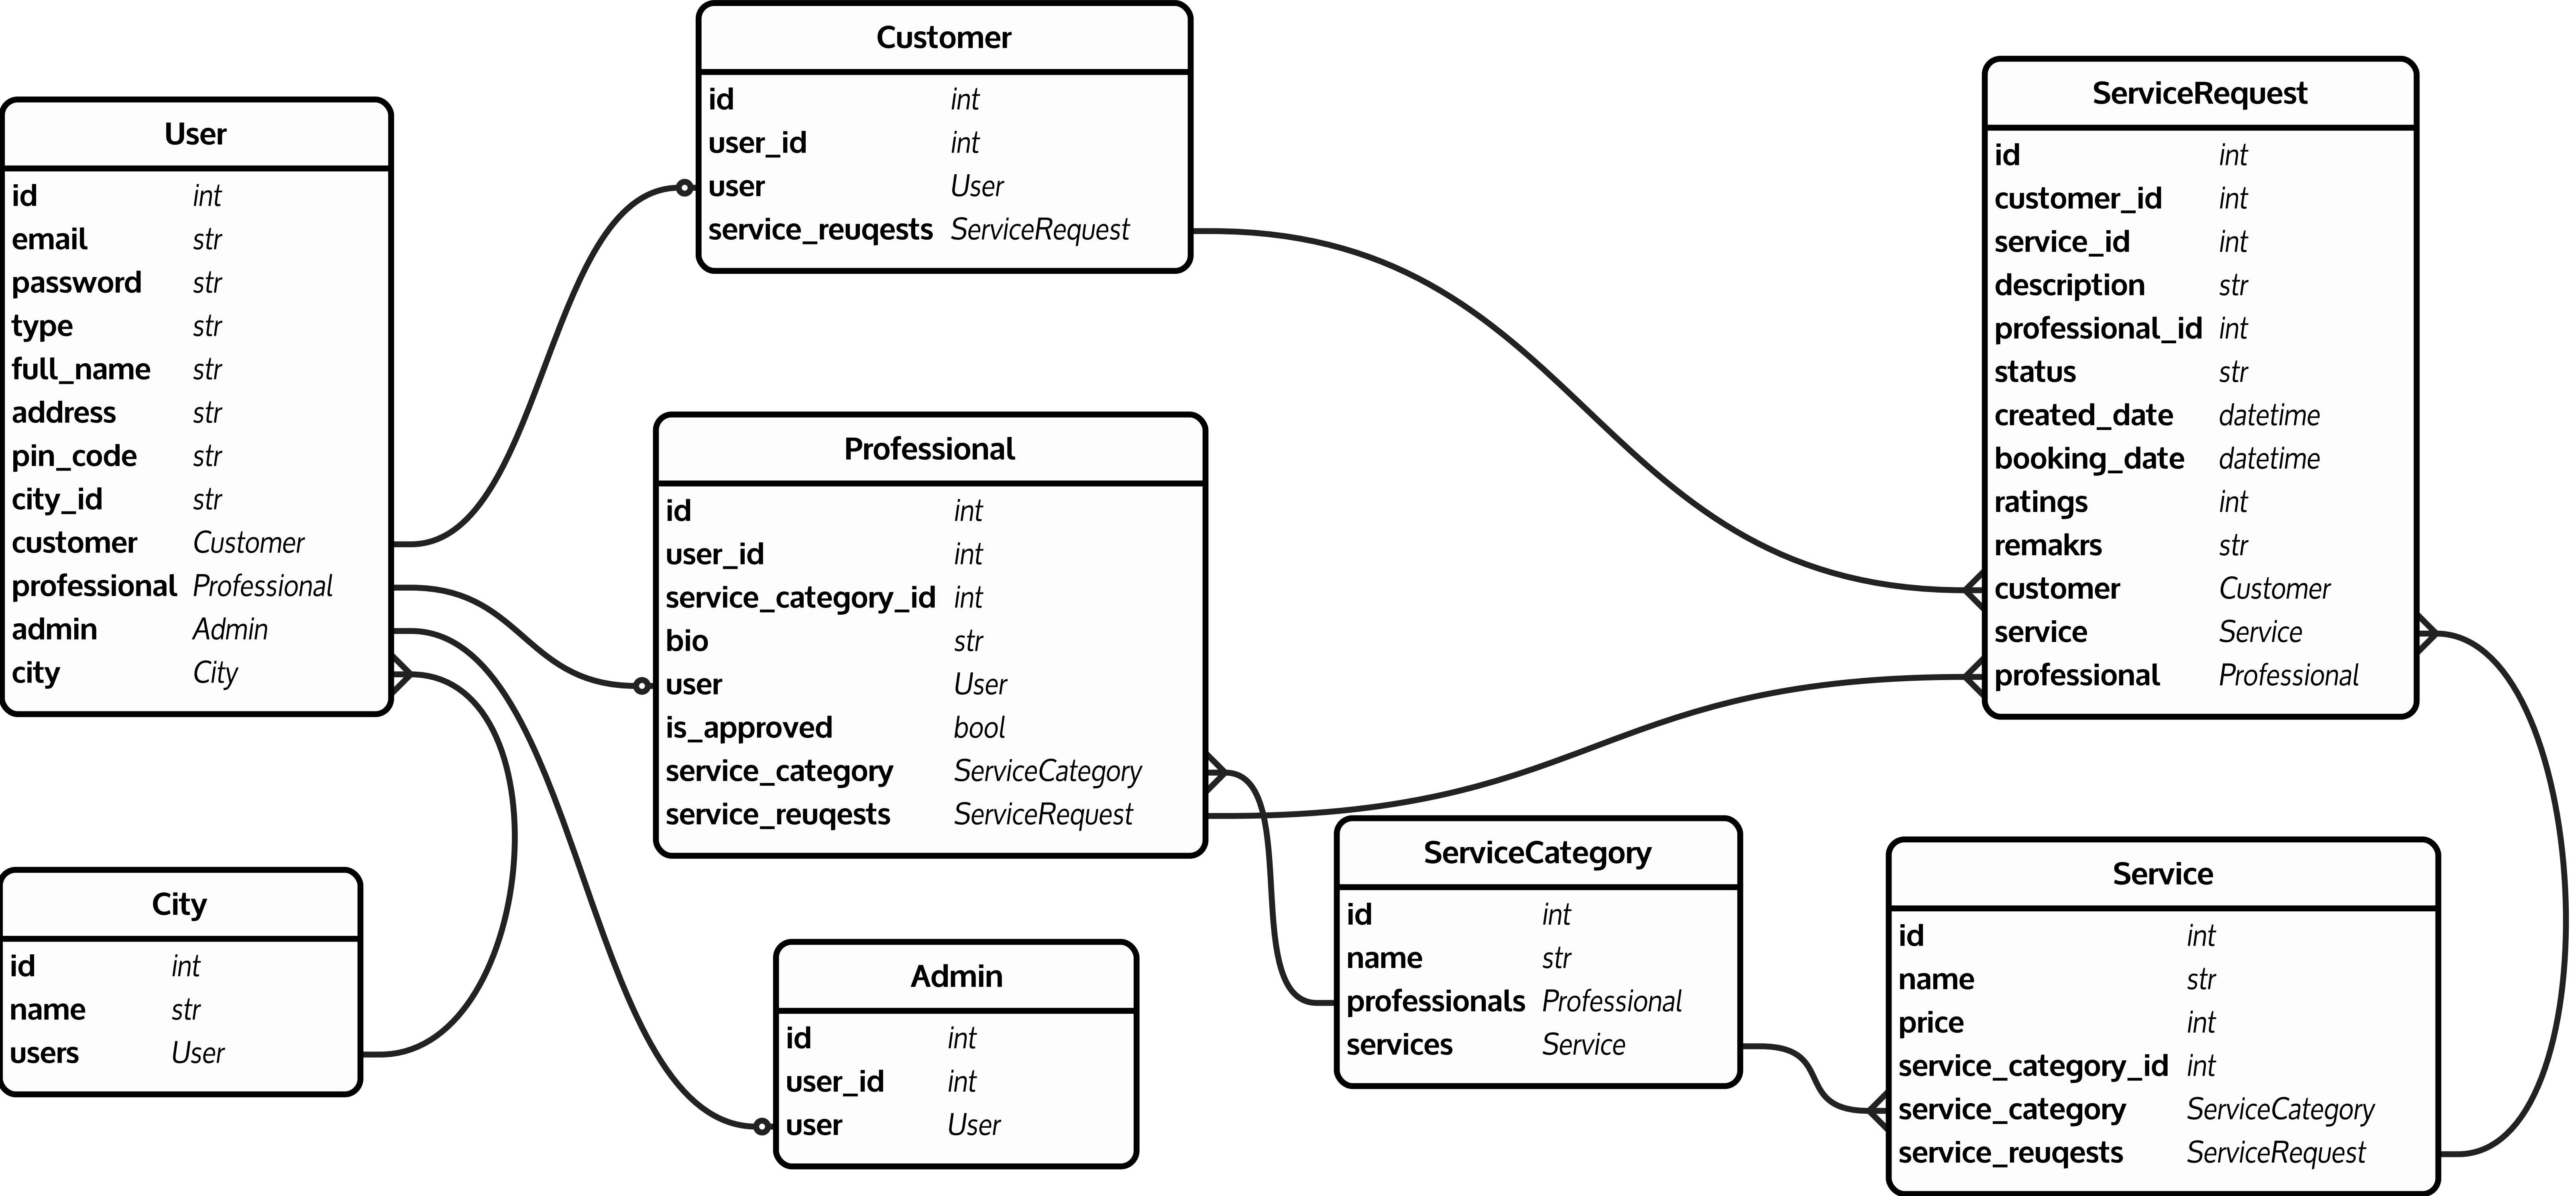 Customer
id int
user_id int
user User
service_reuqests ServiceRequest
User
id int
email str
password str
type str
full_name str
address str
pin_code str
city_id str
customer Customer
professional Professional
admin Admin
city City
ServiceRequest
id int
customer_id int
service_id int
description str
professional_id int
status str
created_date datetime
booking_date datetime
ratings int
remakrs str
customer Customer
service Service
professional Professional
Professional
id int
user_id int
service_category_id int
bio str
user User
is_approved bool
service_category ServiceCategory
service_reuqests ServiceRequest
City
id int
name str
users User
Admin
id int
user_id int
user User
ServiceCategory
id int
name str
professionals Professional
services Service
Service
id int
name str
price int
service_category_id int
service_category ServiceCategory
service_reuqests ServiceRequest